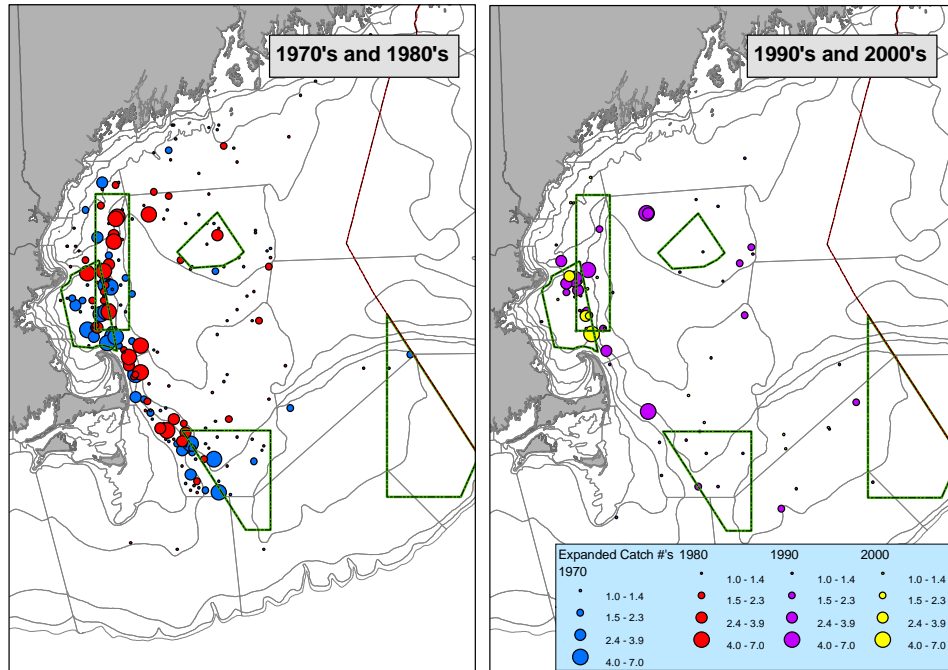 1970's and 1980's
1990's and 2000's
Expanded Catch #'s 1980 1990 2000
1970
1.0 - 1.4 1.0 - 1.4 1.0 - 1.4
1.0 - 1.4
1.5 - 2.3 1.5 - 2.3 1.5 - 2.3
1.5 - 2.3
2.4 - 3.9 2.4 - 3.9 2.4 - 3.9
2.4 - 3.9
4.0 - 7.0 4.0 - 7.0 4.0 - 7.0
4.0 - 7.0